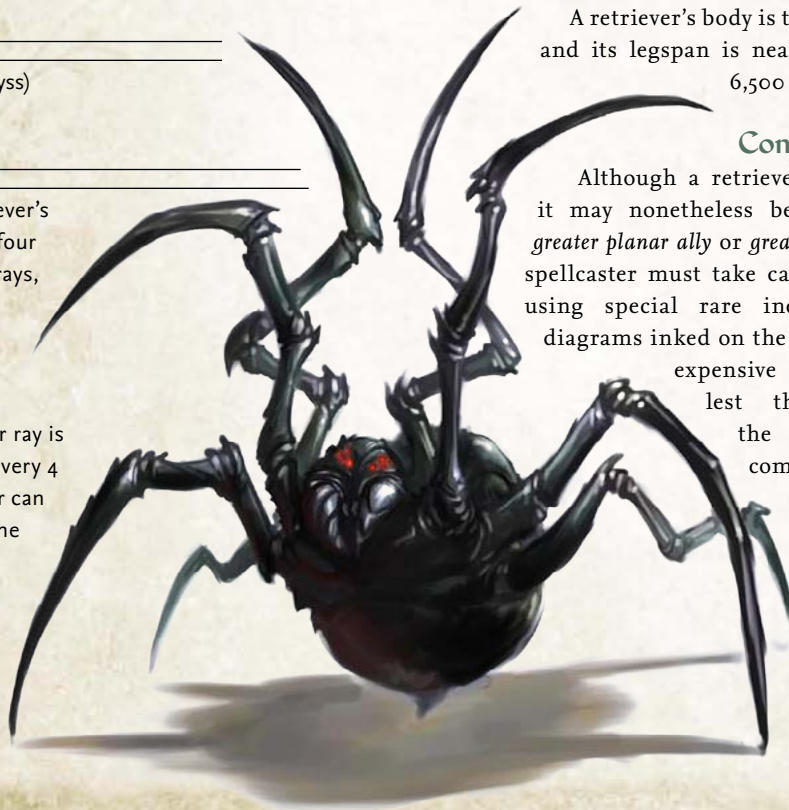 yss)
ever's
four
rays,
r ray is
very 4
r can
ne
A retriever's body is t
and its legspan is nea
6,500
Con
Although a retrieve
it may nonetheless be
greater planar ally or grea
spellcaster must take ca
using special rare ine
diagrams inked on the
expensive
lest th
the
com